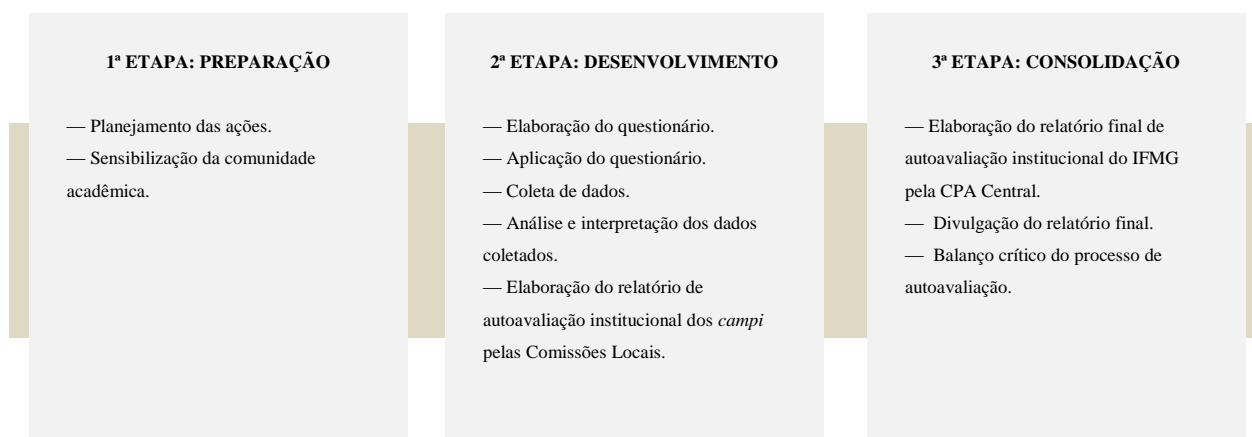 1ª ETAPA: PREPARAÇÃO
— Planejamento das ações.
— Sensibilização da comunidade
acadêmica.
2ª ETAPA: DESENVOLVIMENTO
— Elaboração do questionário.
— Aplicação do questionário.
— Coleta de dados.
— Análise e interpretação dos dados
coletados.
— Elaboração do relatório de
autoavaliação institucional dos campi
pelas Comissões Locais.
3ª ETAPA: CONSOLIDAÇÃO
— Elaboração do relatório final de
autoavaliação institucional do IFMG
pela CPA Central.
— Divulgação do relatório final.
— Balanço crítico do processo de
autoavaliação.